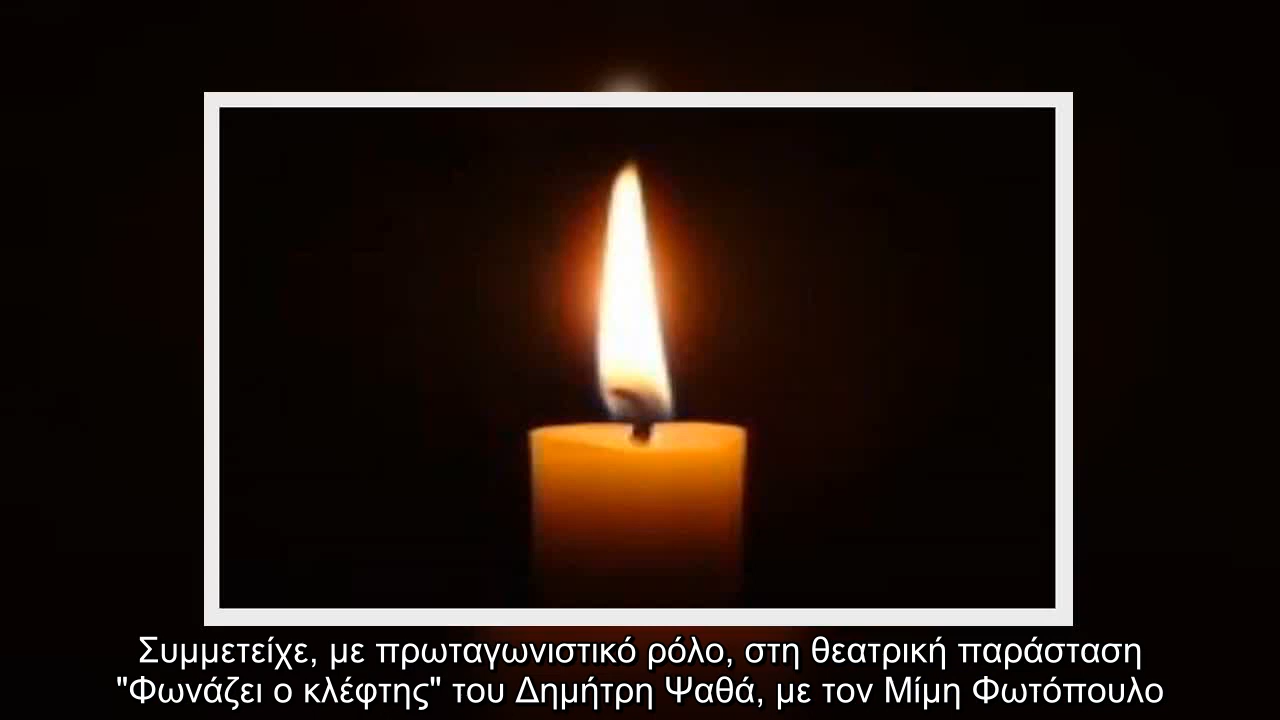 Συμμετείχε, με πρωταγωνιστικό ρόλο, στη θεατρική παράσταση
"Φωνάζει ο κλέφτης" του Δημήτρη Ψαθά, με τον Μίμη Φωτόπουλο